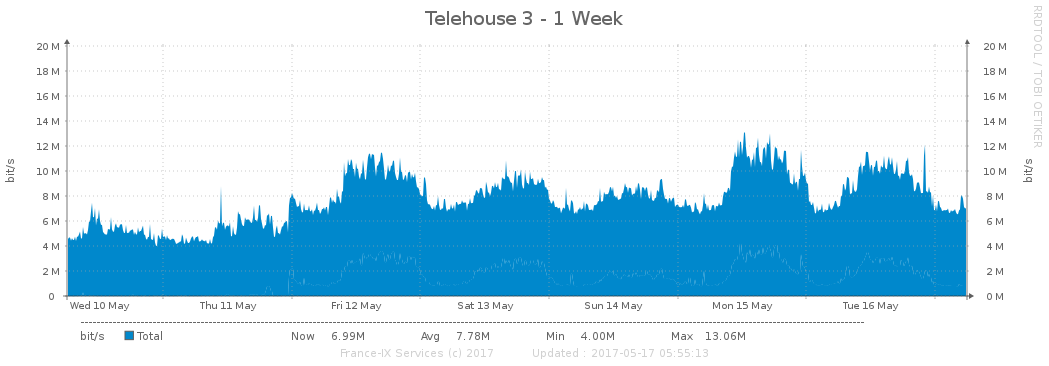 Telehouse 3 - 1 Week
RRDTOOL / TOBI OETIKER
bit/s
20 M
18 M
16 M
14 M
12 M
10 M
8 M
6 M
4 M
2 M
0
20 M
18 M
16 M
14 M
12 M
10 M
8 M
6 M
4 M
2 M
0 M
bit/s
Wed 10 May Thu 11 May Fri 12 May Sat 13 May Sun 14 May Mon 15 May Tue 16 May
bit/s Total Now 6.99M Avg 7.78M Min 4.00M Max 13.06M
France-IX Services (c) 2017 Updated : 2017-05-17 05:55:13